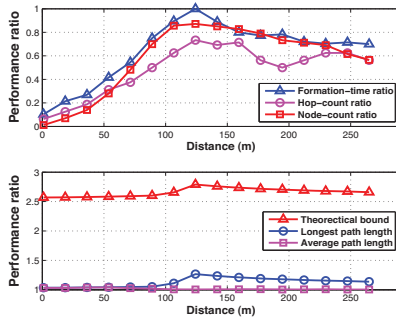 Performance ratio
1
0.8
0.6
0.4
0.2
0
Formation-time ratio
Hop-count ratio
Node-count ratio
0 50 100 150 200 250
Distance (m)
Performance ratio
3
2.5
2
1.5
1
Theorectical bound
Longest path length
Average path length
0 50 100 150 200 250
Distance (m)